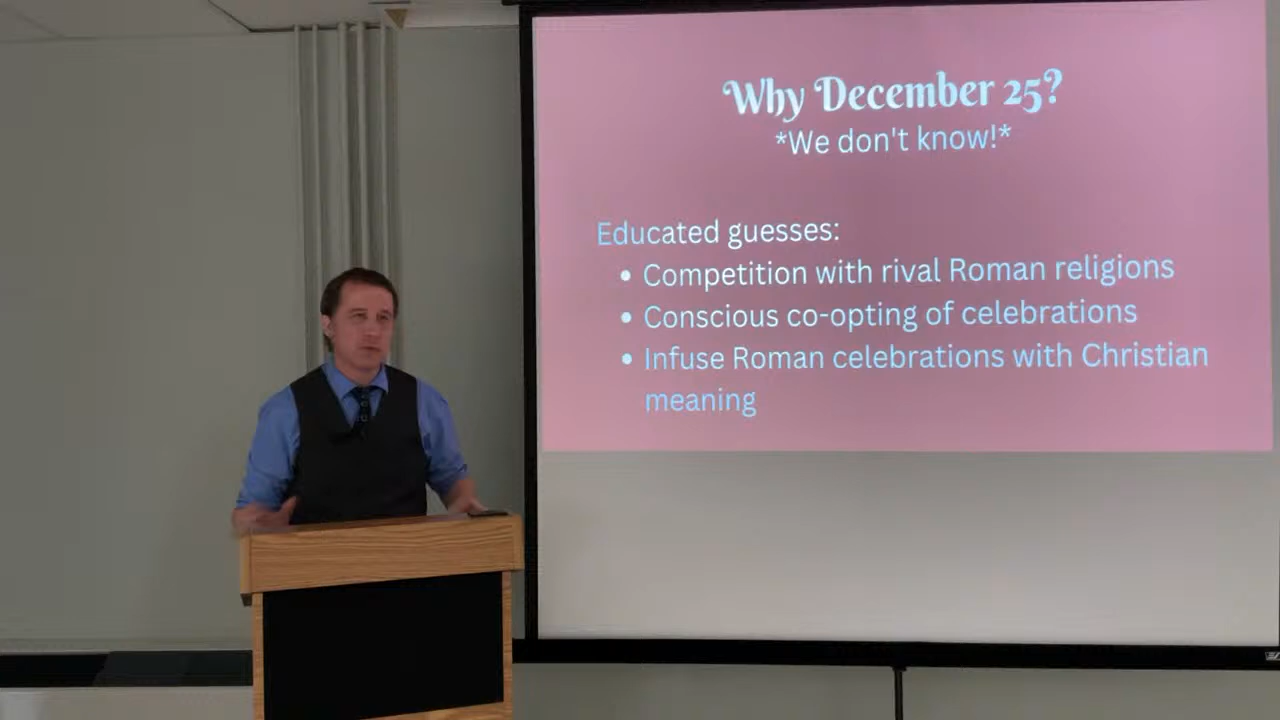 Why December 25?
*We don't know!*
Educated guesses:
• Competition with rival Roman religions
• Conscious co-opting of celebrations
• Infuse Roman celebrations with Christian
meaning